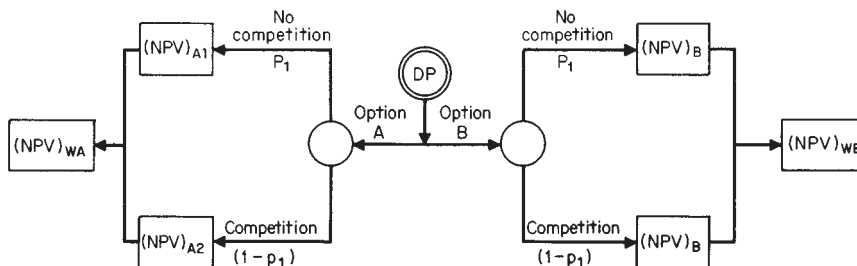 No
competition
P₁
(NPV)A1
DP
Option
A
Option
B
No
competition
P₁
(NPV)B
(NPV)WA
(NPV)WB
(NPV)A2
Competition
(1-p₁)
Competition
(1-p₁)
(NPV)B